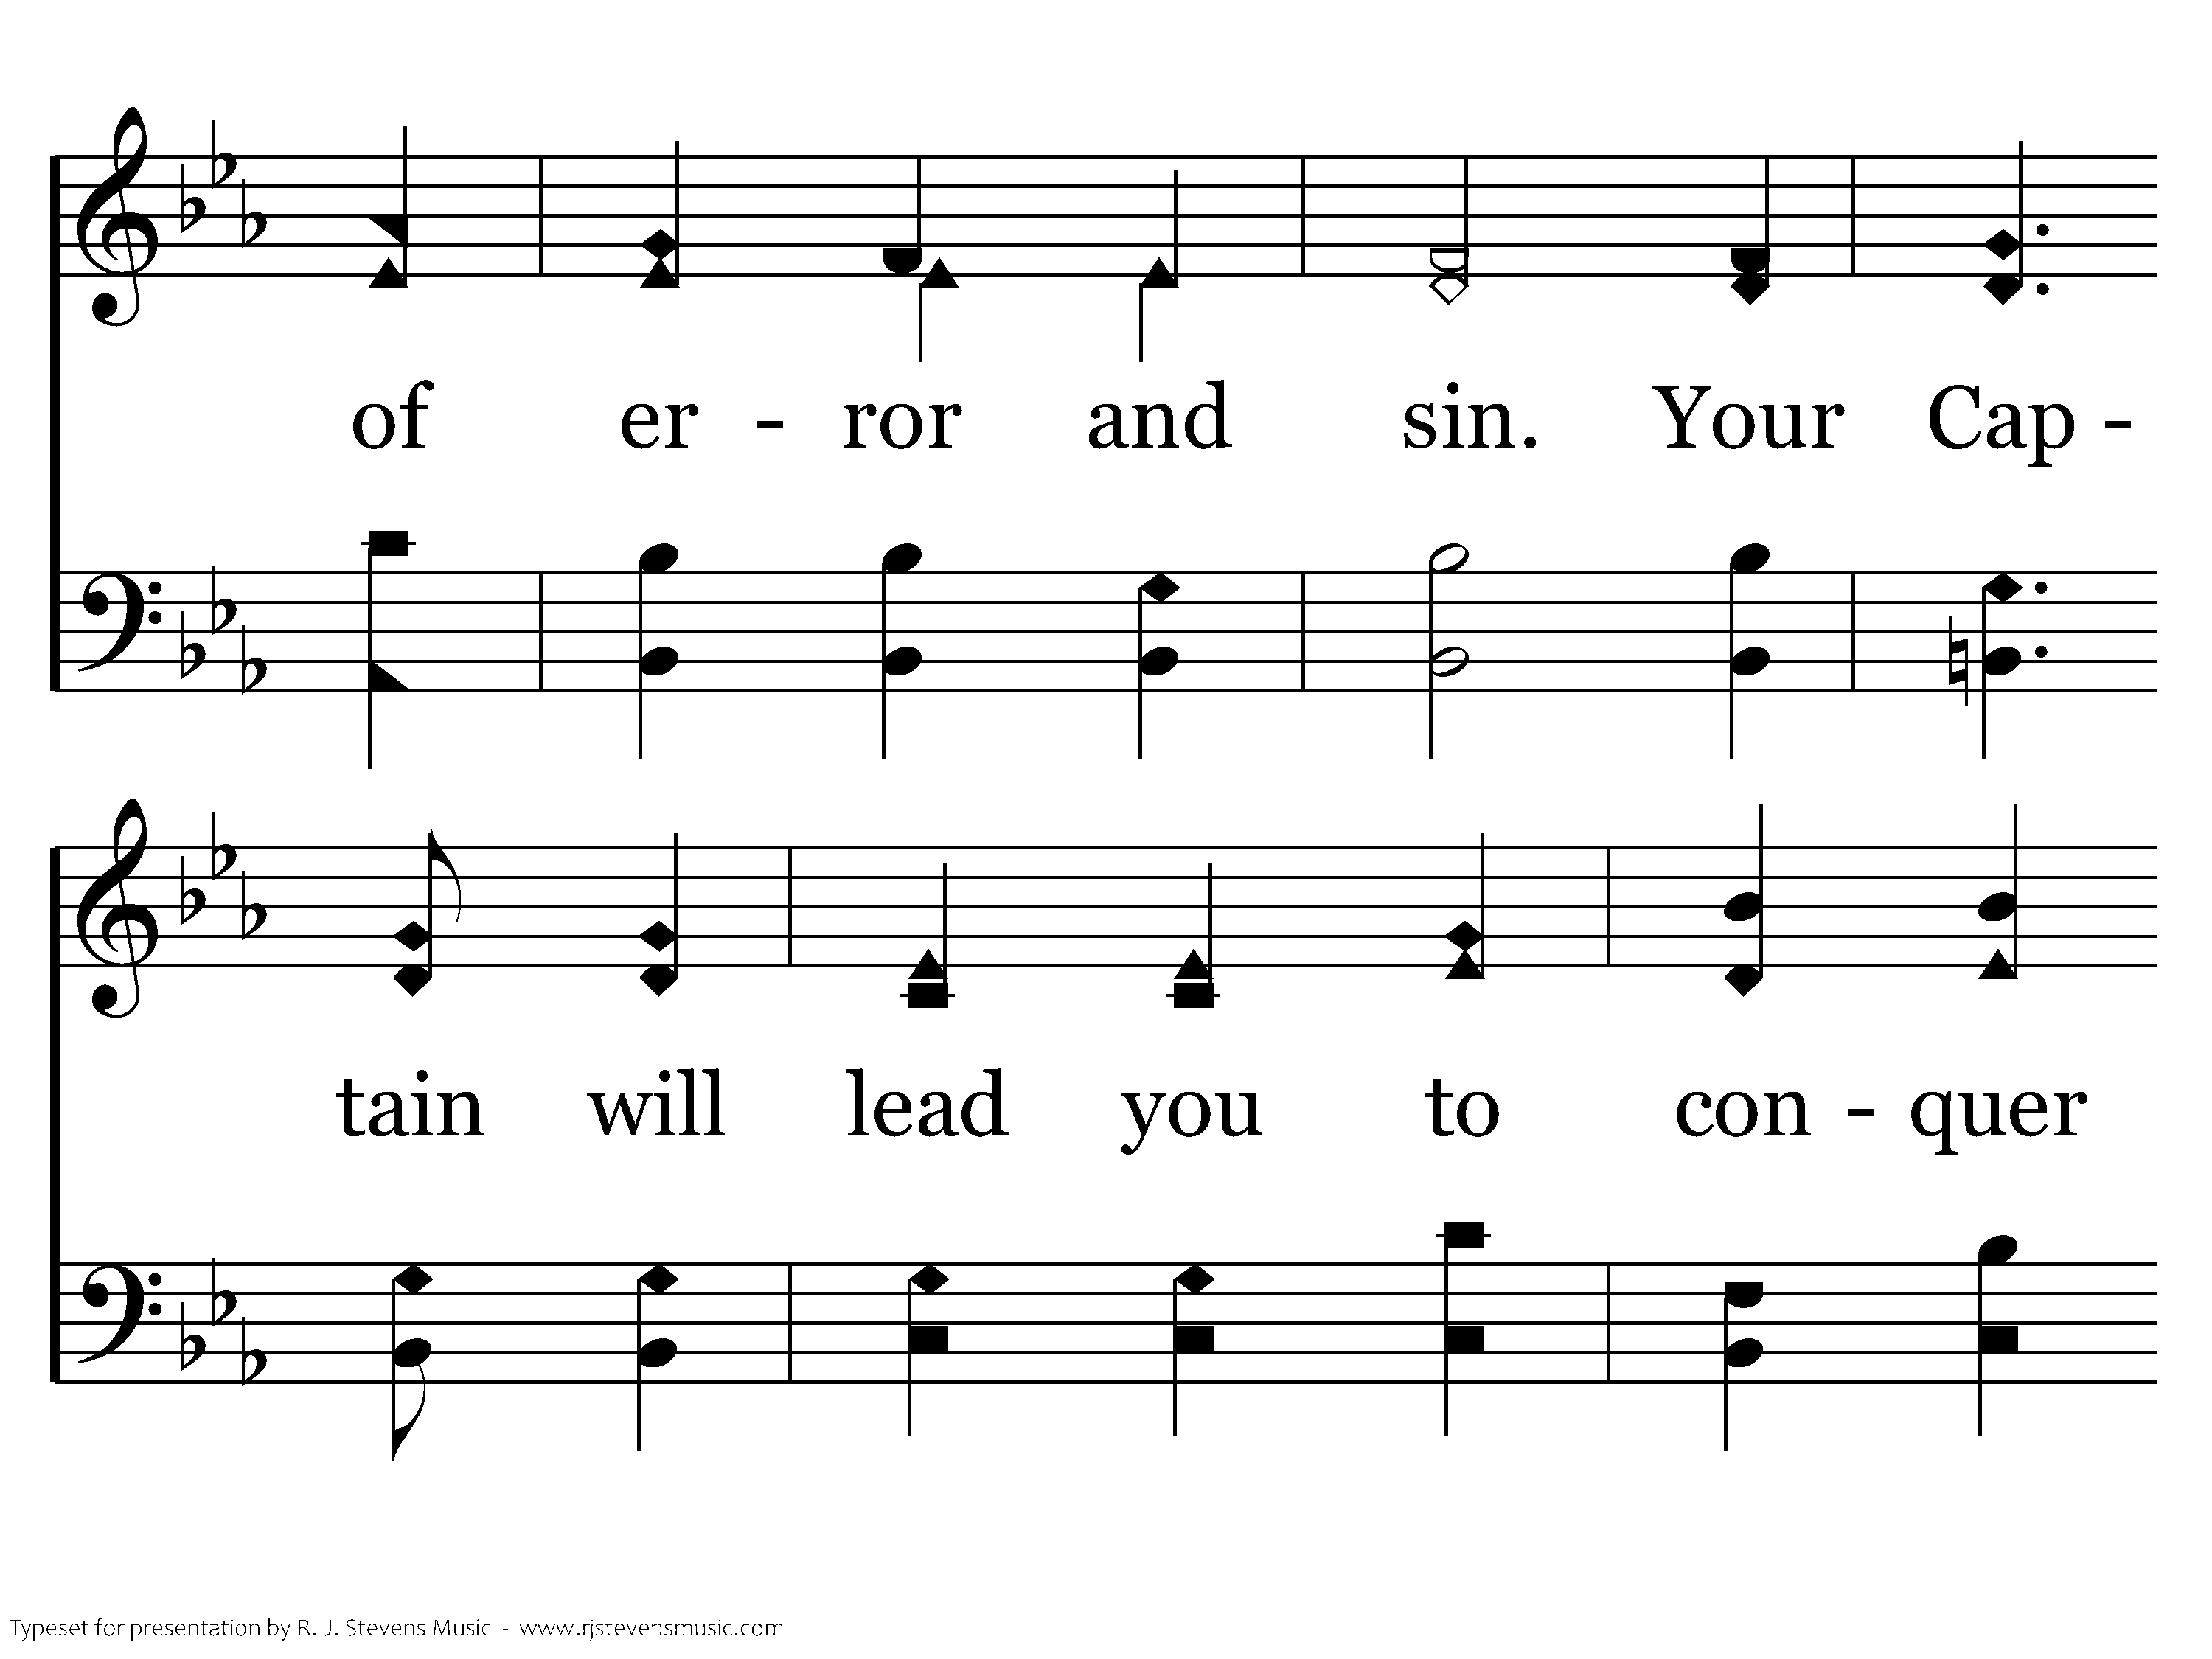 of er - ror and sin. Your Cap -
tain will lead you to con - quer
Typeset for presentation by R. J. Stevens Music - www.rjstevensmusic.com